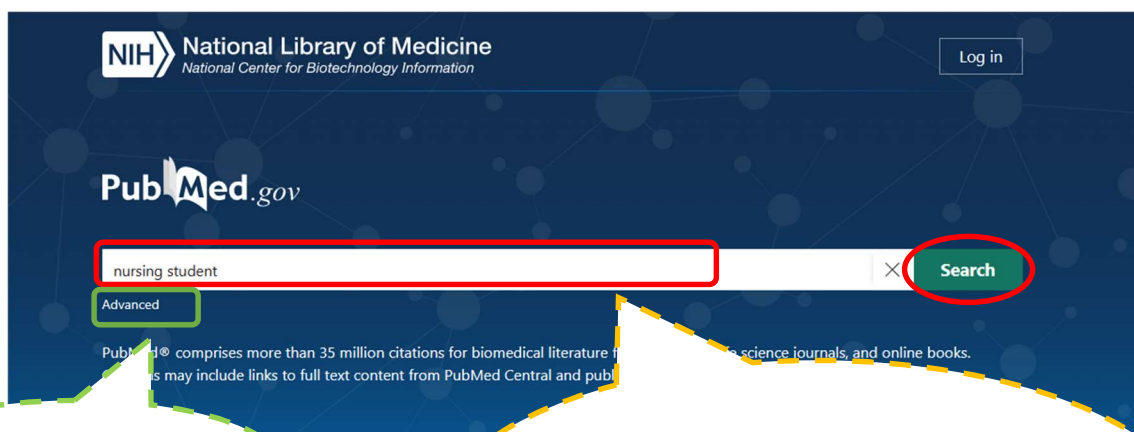 NIH National Library of Medicine
National Center for Biotechnology Information
Log in
PubMed.gov
nursing student
Search
Advanced
® comprises more than 35 million citations for biomedical literature science journals, and online books.
may include links to full text content from PubMed Central and